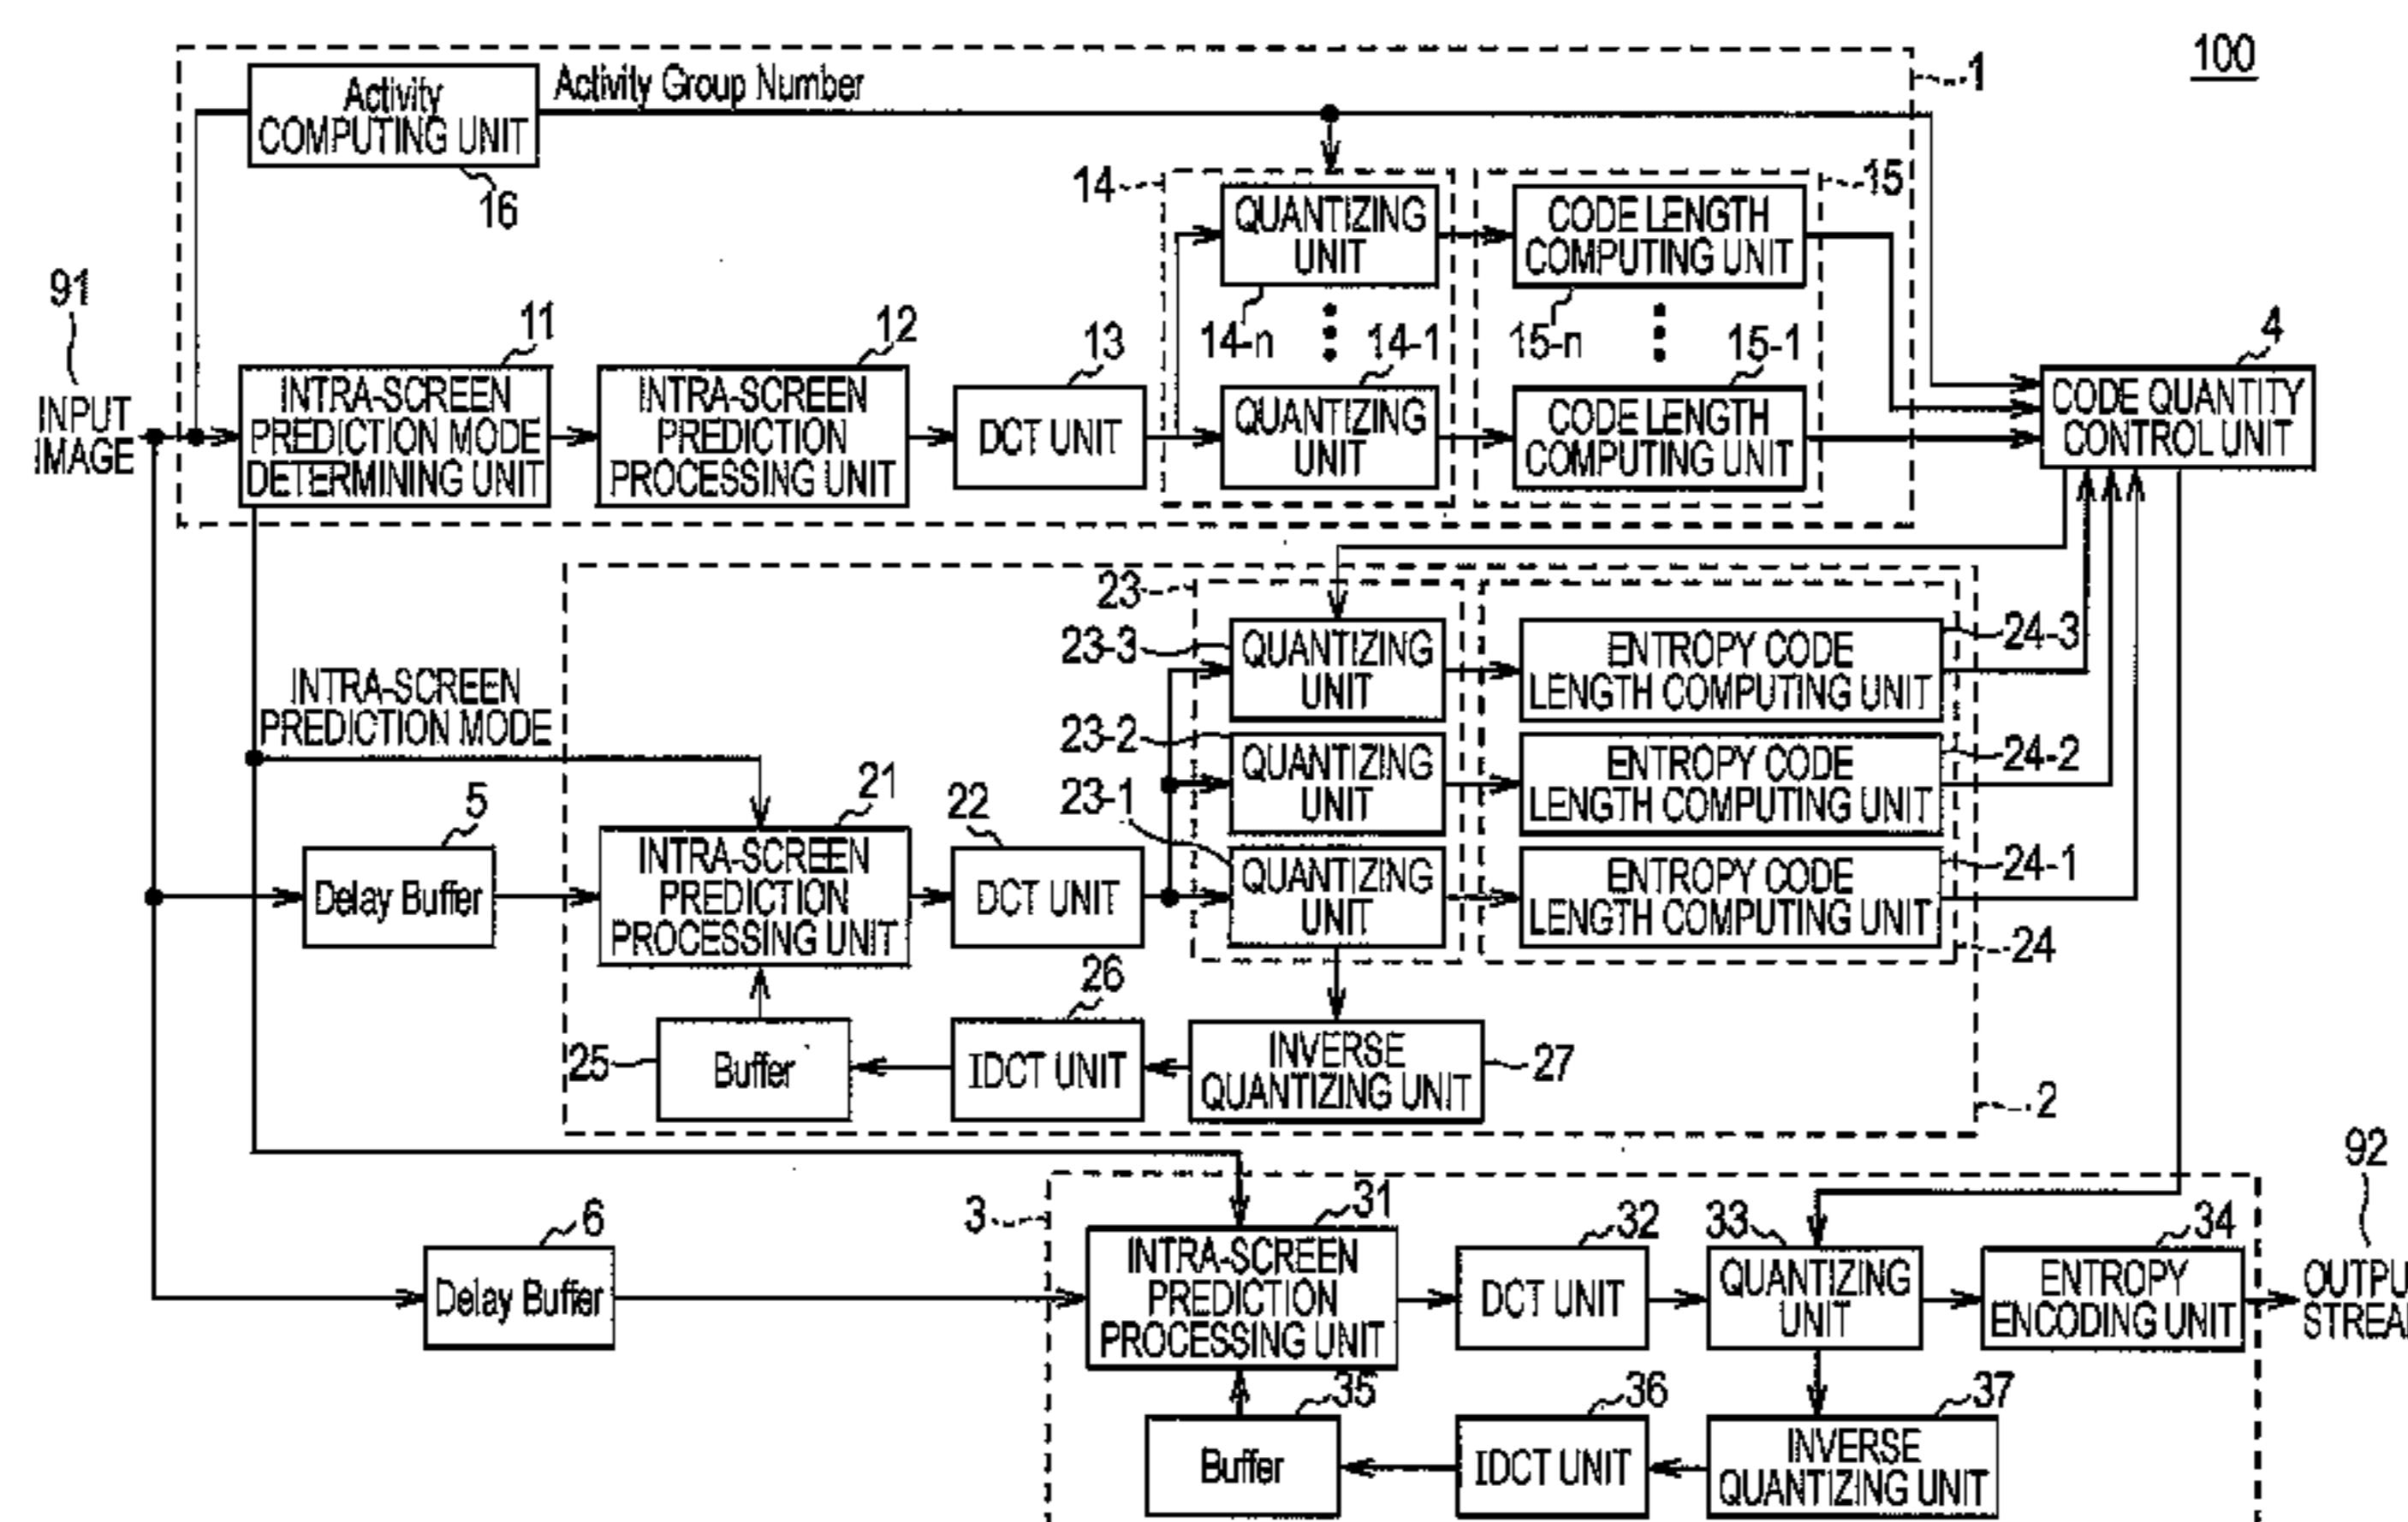 100
Activity
COMPUTING UNIT
Activity Group Number
1
16
14
QUANTIZING
UNIT
CODE LENGTH
COMPUTING UNIT
15
91
INPUT
IMAGE
11
INTRA-SCREEN
PREDICTION MODE
DETERMINING UNIT
12
INTRA-SCREEN
PREDICTION
PROCESSING UNIT
13
DCT UNIT
14-n
14-1
15-n
15-1
QUANTIZING
UNIT
CODE LENGTH
COMPUTING UNIT
4
CODE QUANTITY
CONTROL UNIT
23
23-3
QUANTIZING
UNIT
ENTROPY CODE
LENGTH COMPUTING UNIT
24-3
INTRA-SCREEN
PREDICTION MODE
23-2
QUANTIZING
UNIT
ENTROPY CODE
LENGTH COMPUTING UNIT
24-2
5
Delay Buffer
21
INTRA-SCREEN
PREDICTION
PROCESSING UNIT
22
DCT UNIT
23-1
QUANTIZING
UNIT
ENTROPY CODE
LENGTH COMPUTING UNIT
24-1
24
25
Buffer
26
IDCT UNIT
INVERSE
QUANTIZING UNIT
27
2
92
6
Delay Buffer
3
31
INTRA-SCREEN
PREDICTION
PROCESSING UNIT
32
DCT UNIT
33
QUANTIZING
UNIT
34
ENTROPY
ENCODING UNIT
OUTPU
STREA
35
Buffer
36
IDCT UNIT
37
INVERSE
QUANTIZING UNIT